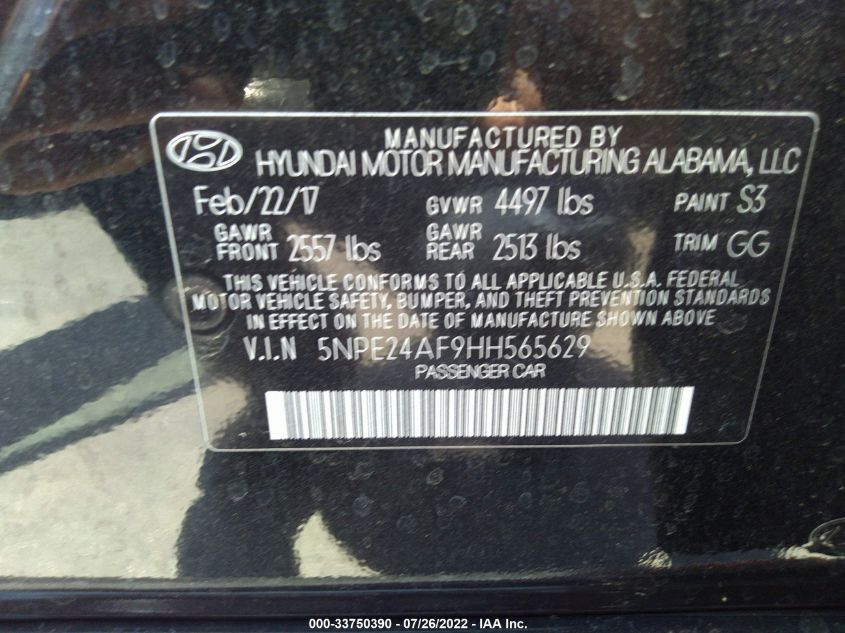 MANUFACTURED BY
HYUNDAI MOTOR MANUFACTURING ALABAMA, LLC
Feb/22/17 GVWR 4497 lbs PAINT S3
GAWR FRONT 2557 lbs GAWR REAR 2513 lbs TRIM GG
THIS VEHICLE CONFORMS TO ALL APPLICABLE U.S.A. FEDERAL
MOTOR VEHICLE SAFETY, BUMPER, AND THEFT PREVENTION STANDARDS
IN EFFECT ON THE DATE OF MANUFACTURE SHOWN ABOVE
V.I.N 5NPE24AF9HH565629
PASSENGER CAR
000-33750390 - 07/26/2022 - IAA Inc.